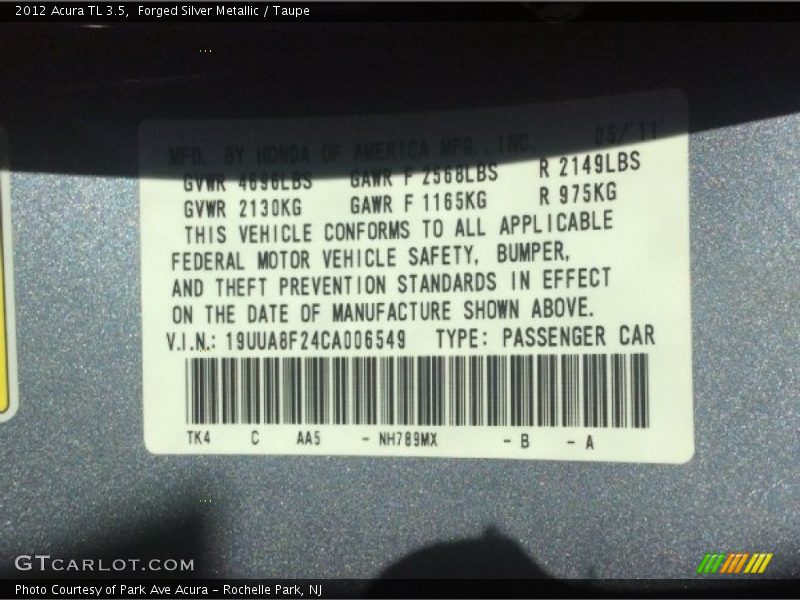 2012 Acura TL 3.5,  Forged Silver Metallic / Taupe
MFD. BY HONDA OF AMERICA MFG., INC. 05/11
GVWR 4696LBS GAWR F 2568LBS R 2149LBS
GVWR 2130KG GAWR F 1165KG R 975KG
THIS VEHICLE CONFORMS TO ALL APPLICABLE
FEDERAL MOTOR VEHICLE SAFETY, BUMPER,
AND THEFT PREVENTION STANDARDS IN EFFECT
ON THE DATE OF MANUFACTURE SHOWN ABOVE.
V.I.N.: 19UUA8F24CA006549 TYPE: PASSENGER CAR
TK4 C AA5 - NH789MX - B - A
GTCARLOT.COM
Photo Courtesy of Park Ave Acura – Rochelle Park, NJ